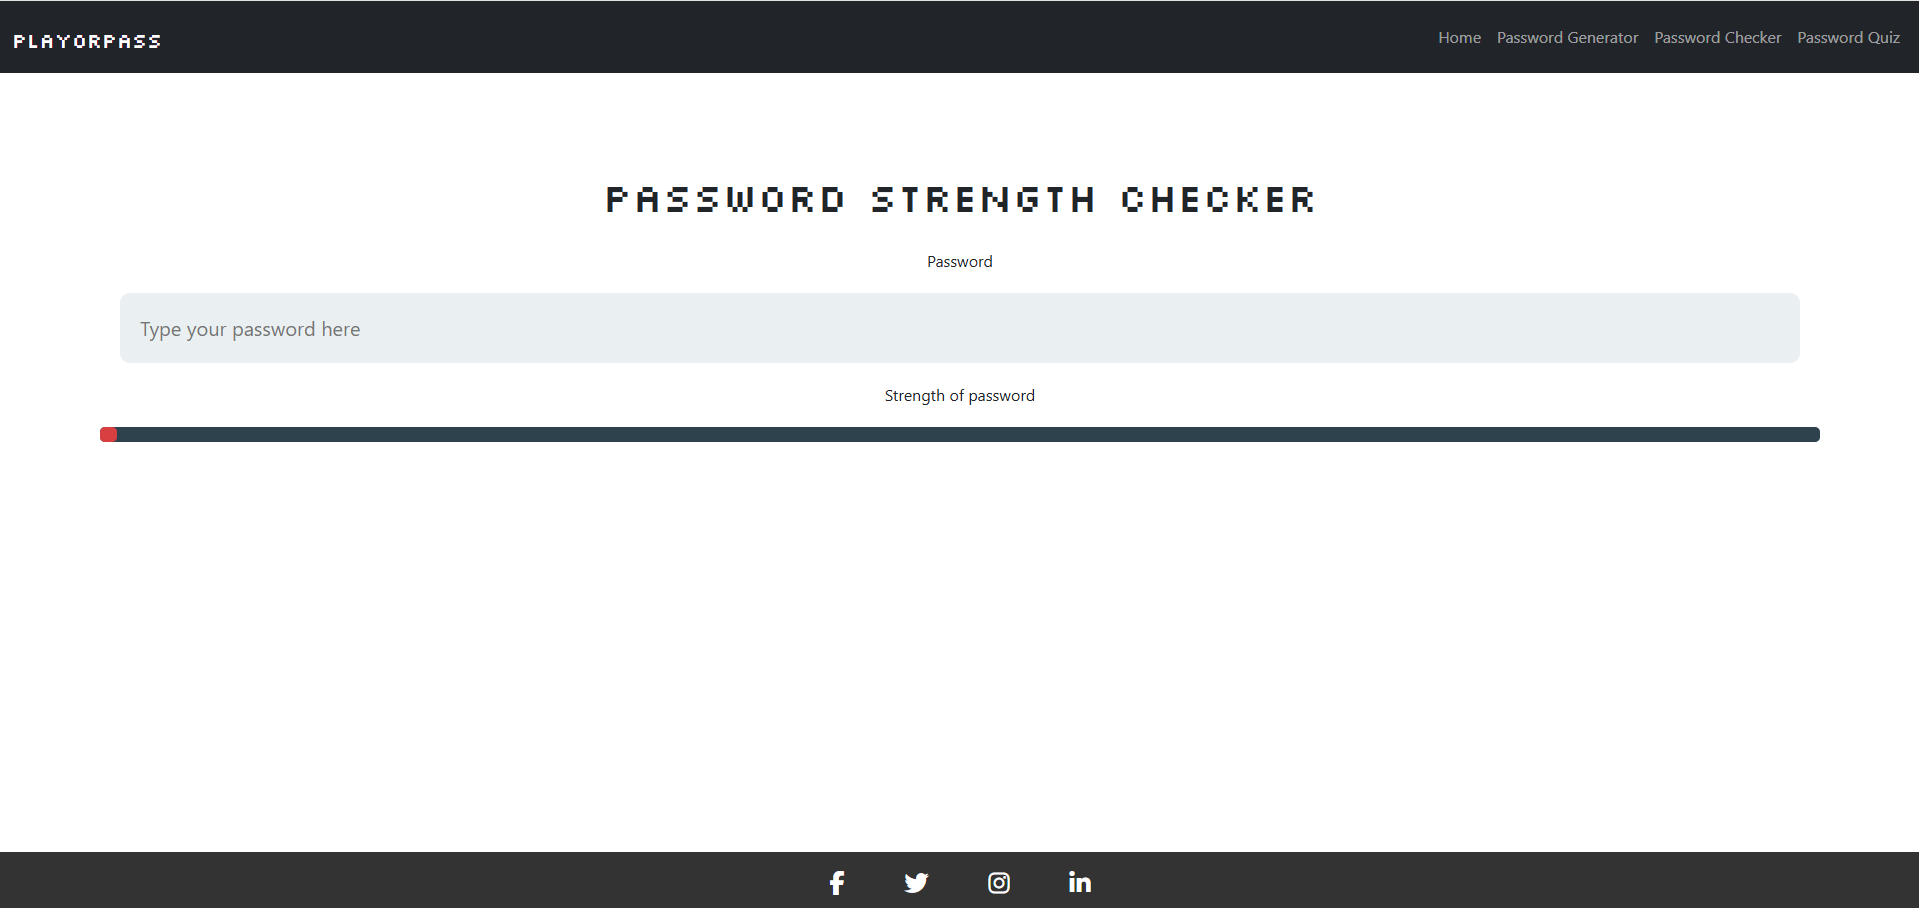 PLAYORPASS
Home Password Generator Password Checker Password Quiz
PASSWORD STRENGTH CHECKER
Password
Type your password here
Strength of password